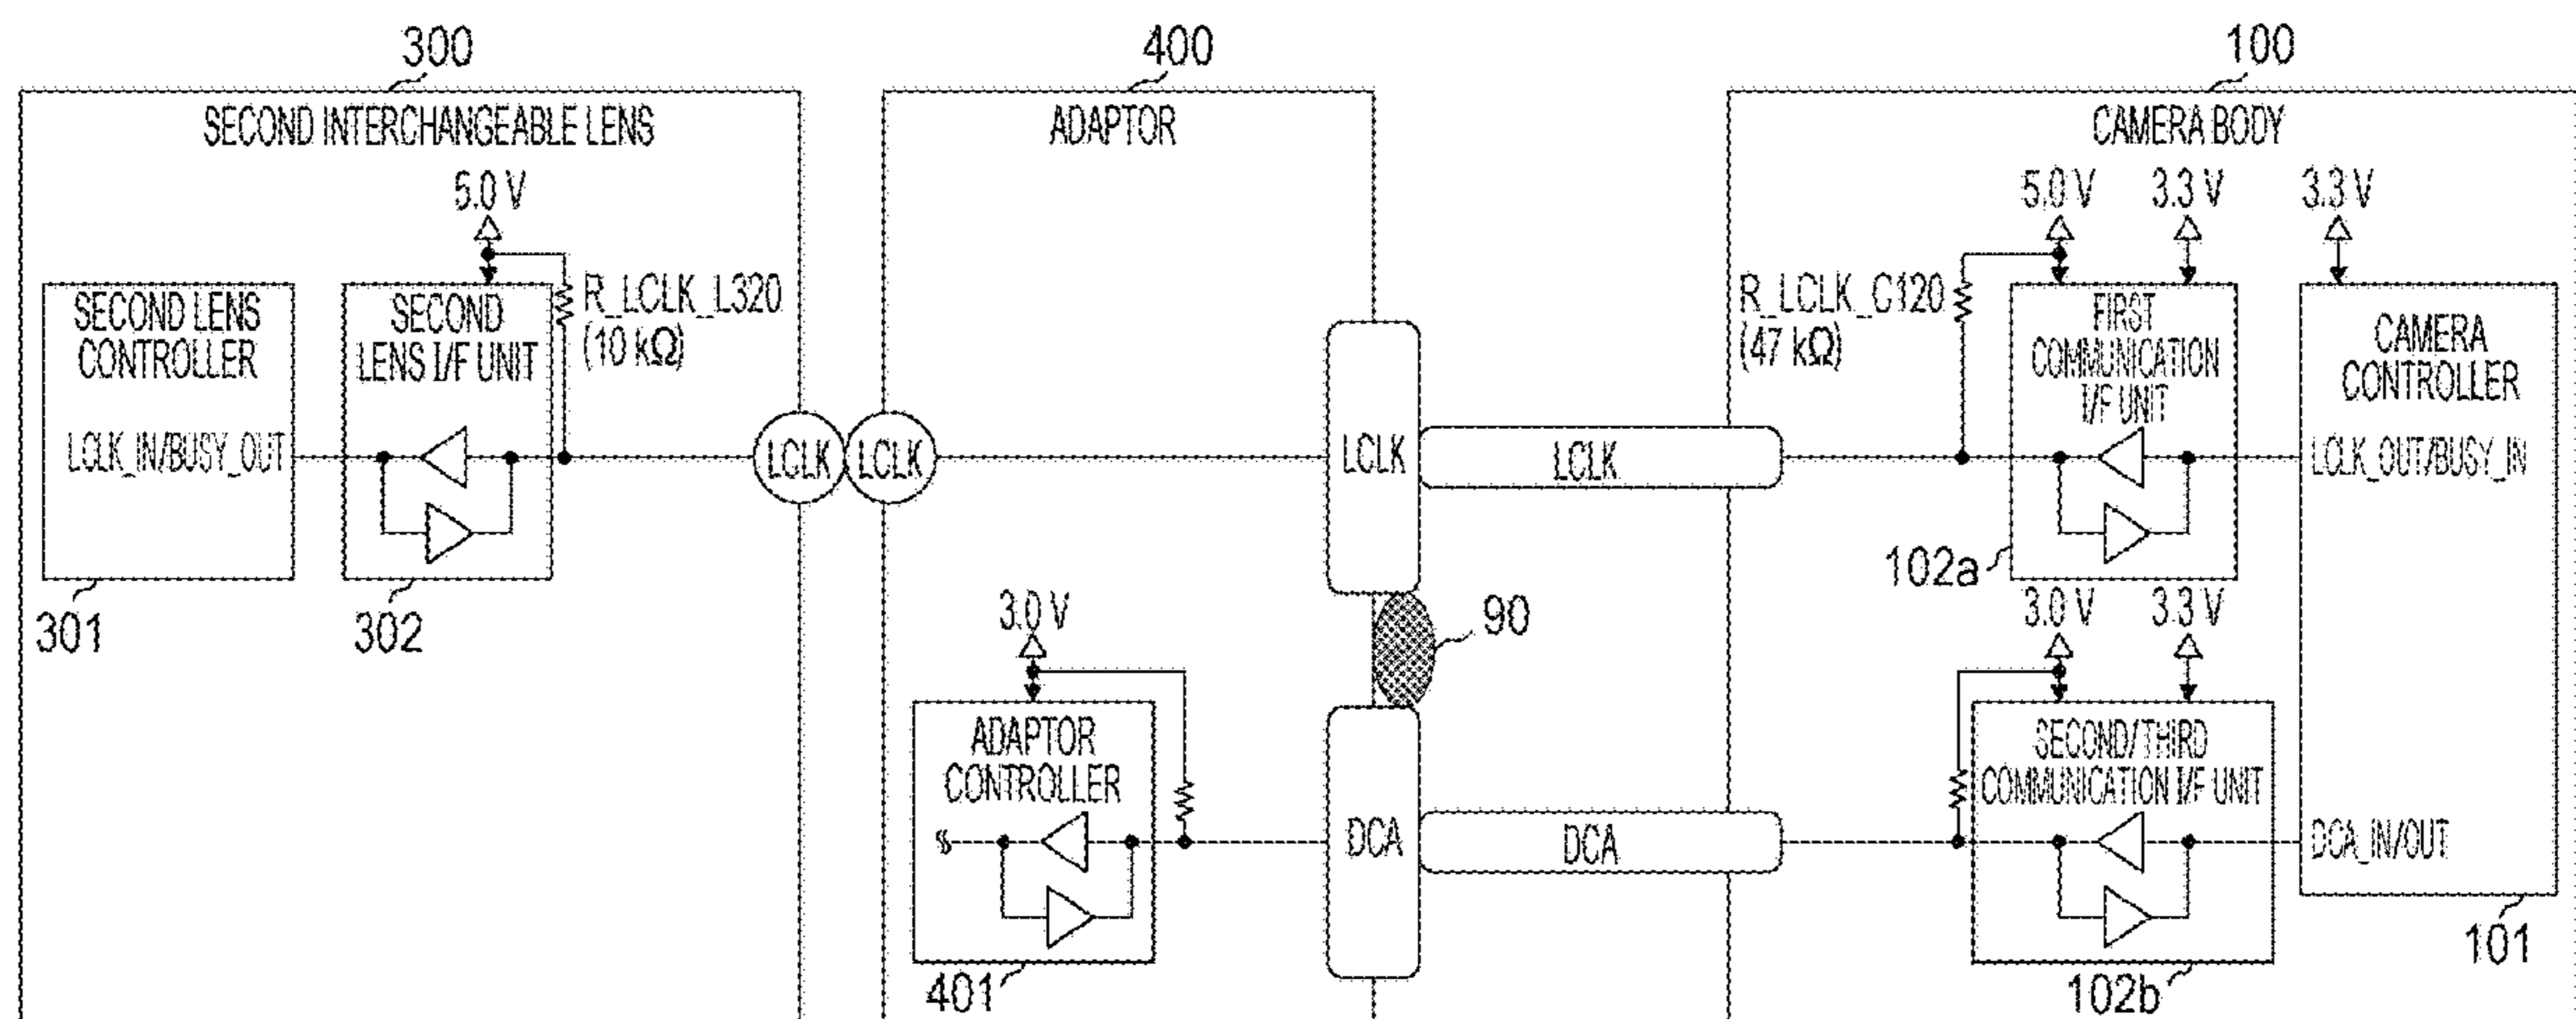 300
400
100
SECOND INTERCHANGEABLE LENS
ADAPTOR
CAMERA BODY
5.0 V
5.0 V
3.3 V
3.3 V
SECOND LENS
CONTROLLER
LCLK_IN/BUSY_OUT
SECOND
LENS I/F UNIT
R_LCLK_L320
(10 kΩ)
R_LCLK_C120
(47 kΩ)
FIRST
COMMUNICATION
I/F UNIT
CAMERA
CONTROLLER
LCLK_OUT/BUSY_IN
LCLK
LCLK
LCLK
LCLK
301
302
102a
3.0 V
90
3.0 V
3.3 V
ADAPTOR
CONTROLLER
DCA
DCA
SECOND/THIRD
COMMUNICATION I/F UNIT
DCA_IN/OUT
401
102b
101